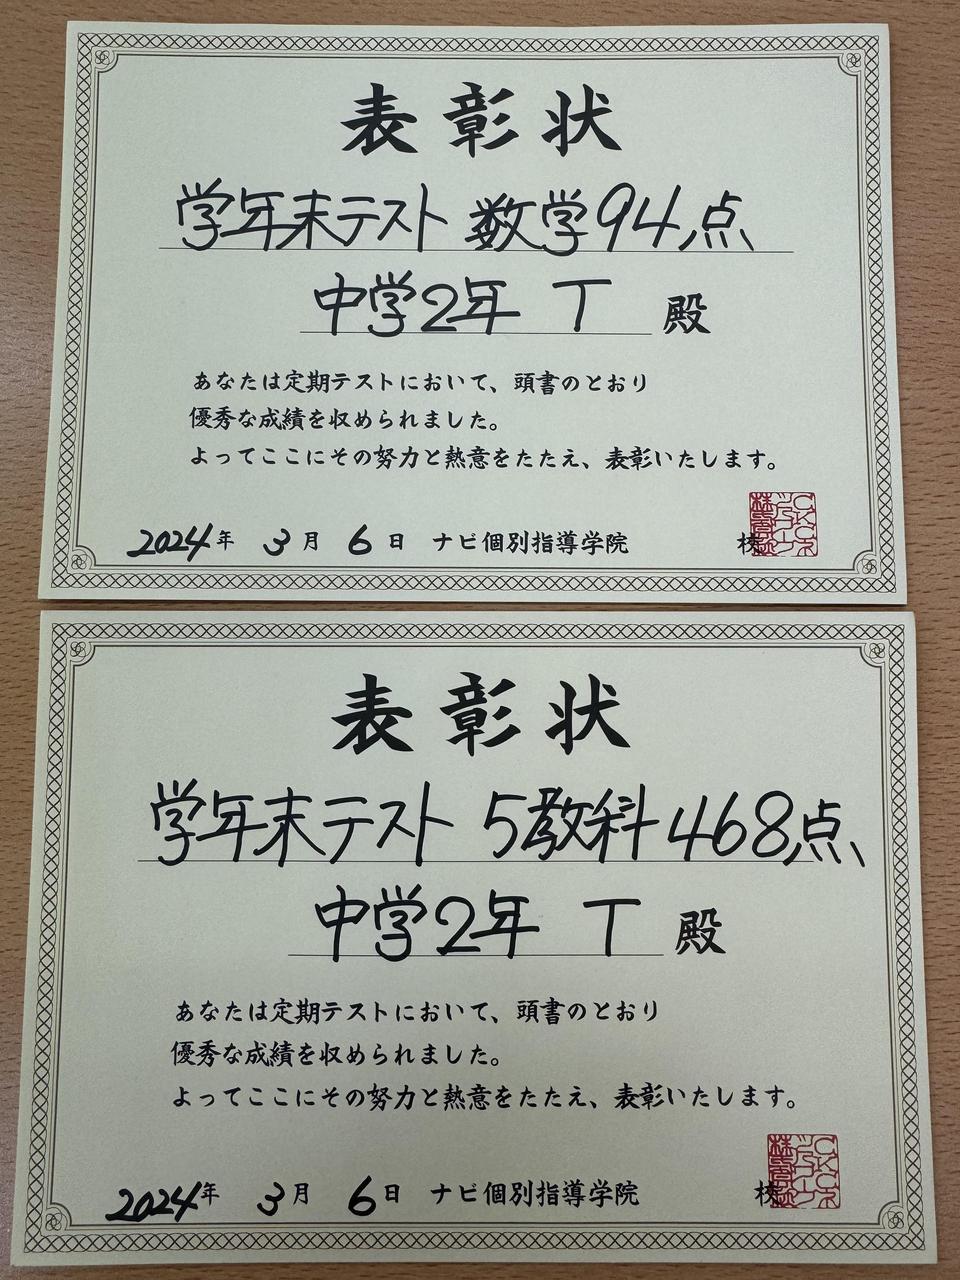 表彰状
学年末テスト 数学94点
中学2年 T 殿
あなたは定期テストにおいて、頭書のとおり
優秀な成績を収められました。
よってここにその努力と熱意をたたえ、表彰いたします。
2024年 3月 6日 ナビ個別指導学院 校
表彰状
学年末テスト 5教科468点
中学2年 T 殿
あなたは定期テストにおいて、頭書のとおり
優秀な成績を収められました。
よってここにその努力と熱意をたたえ、表彰いたします。
2024年 3月 6日 ナビ個別指導学院 校